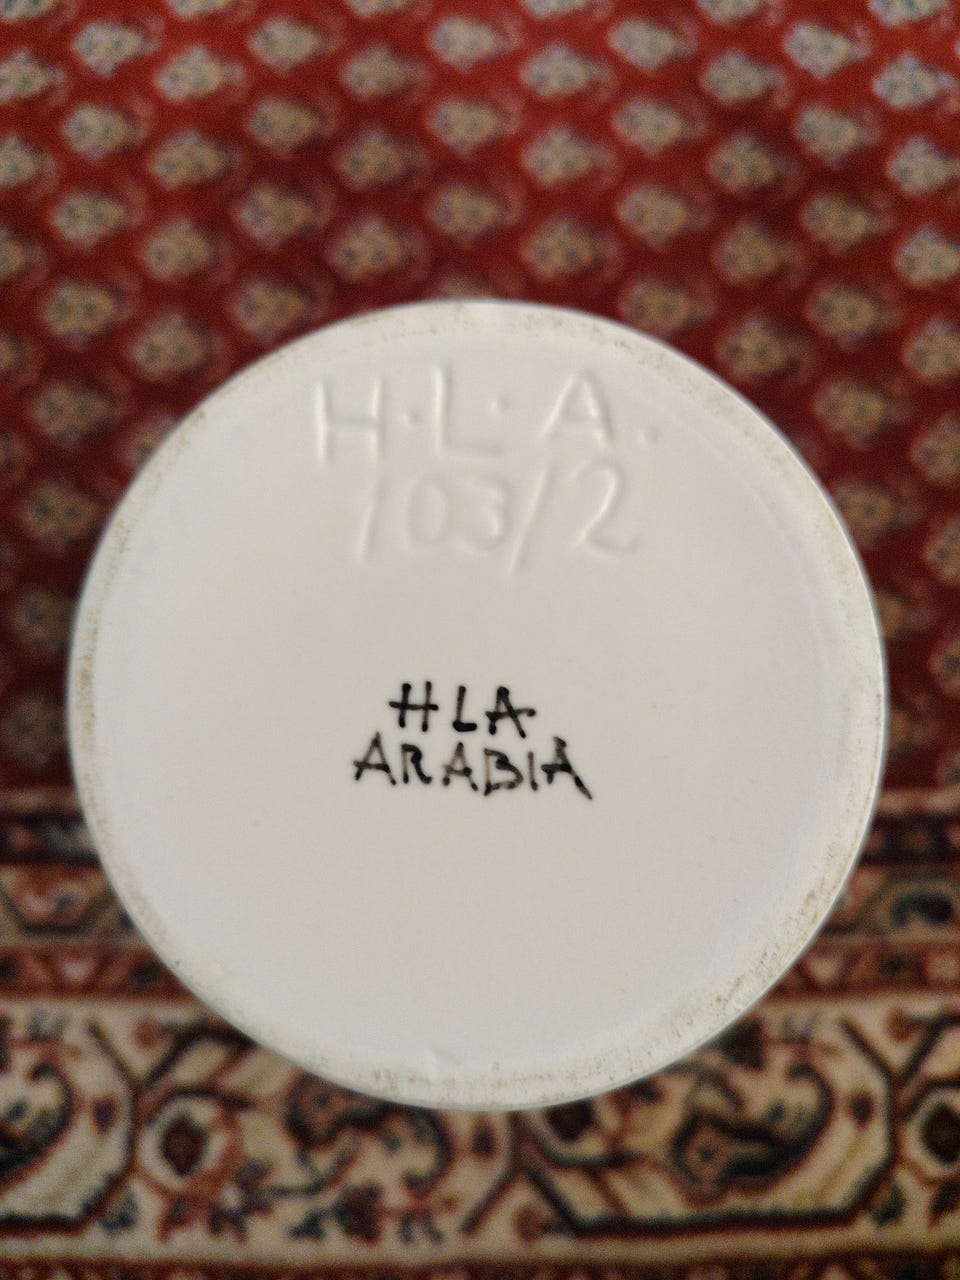 H.L.A.
103/2
HLA
ARABIA